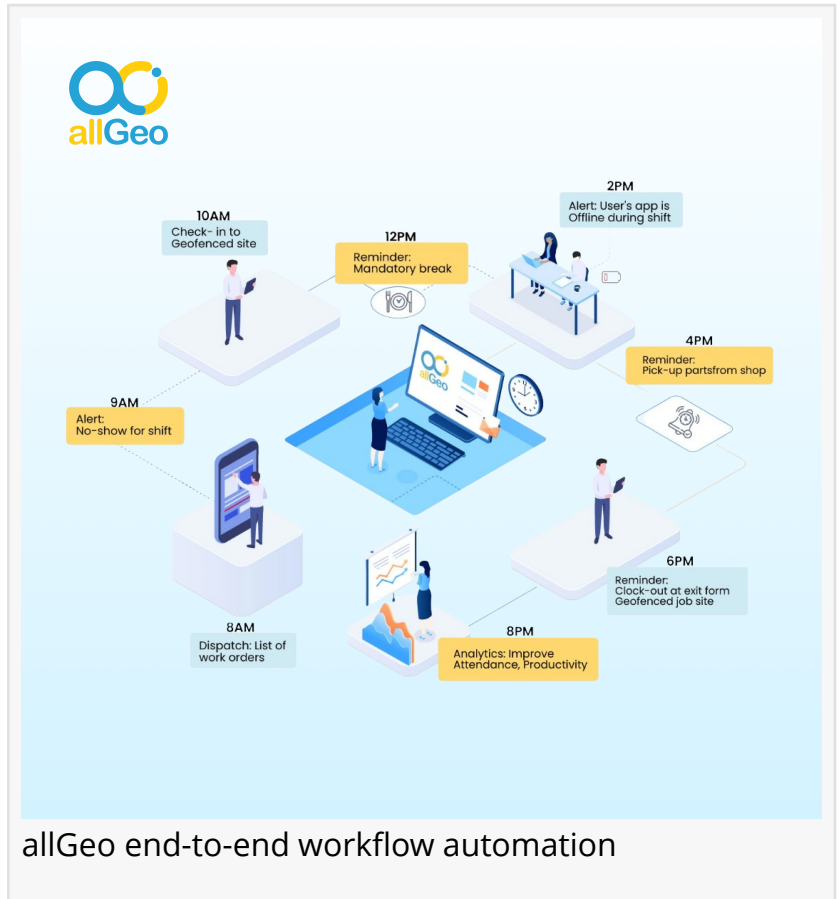 allGeo
2PM
Alert: User's app is
Offline during shift
10AM
Check- in to
Geofenced site
12PM
Reminder:
Mandatory break
4PM
Reminder:
Pick-up partsfrom shop
allGeo
9AM
Alert:
No-show for shift
6PM
Reminder:
Clock-out at exit form
Geofenced job site
8AM
Dispatch: List of
work orders
8PM
Analytics: Improve
Attendance, Productivity
allGeo end-to-end workflow automation